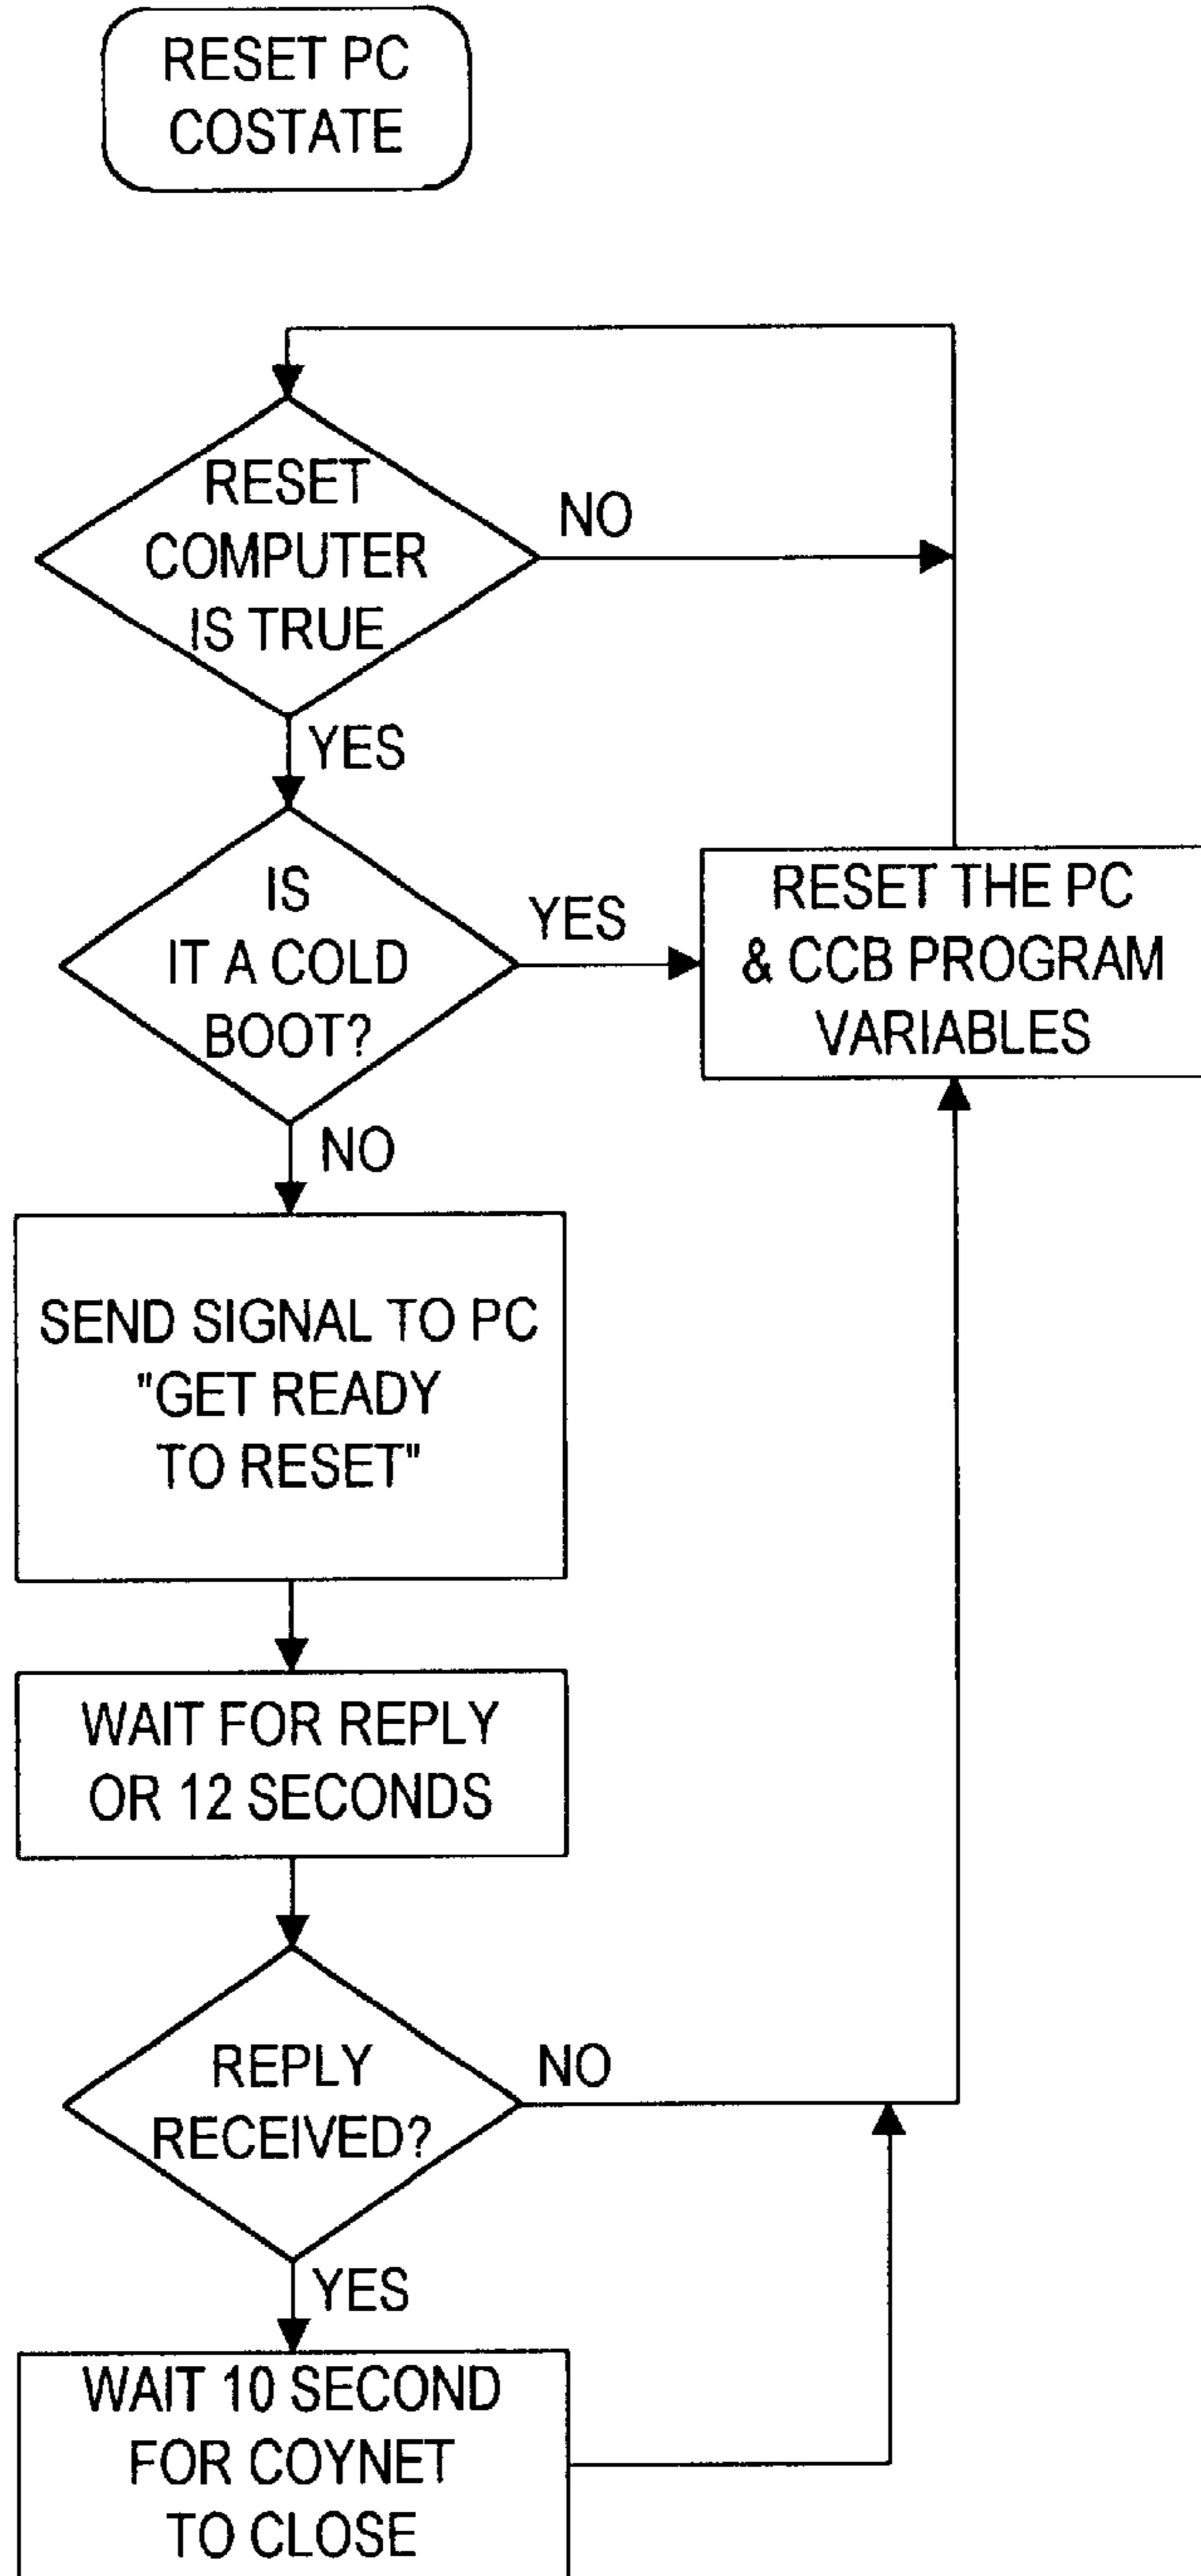 RESET PC
COSTATE
RESET
COMPUTER
IS TRUE
NO
YES
IS
IT A COLD
BOOT?
YES
RESET THE PC
& CCB PROGRAM
VARIABLES
NO
SEND SIGNAL TO PC
"GET READY
TO RESET"
WAIT FOR REPLY
OR 12 SECONDS
REPLY
RECEIVED?
NO
YES
WAIT 10 SECOND
FOR COYNET
TO CLOSE